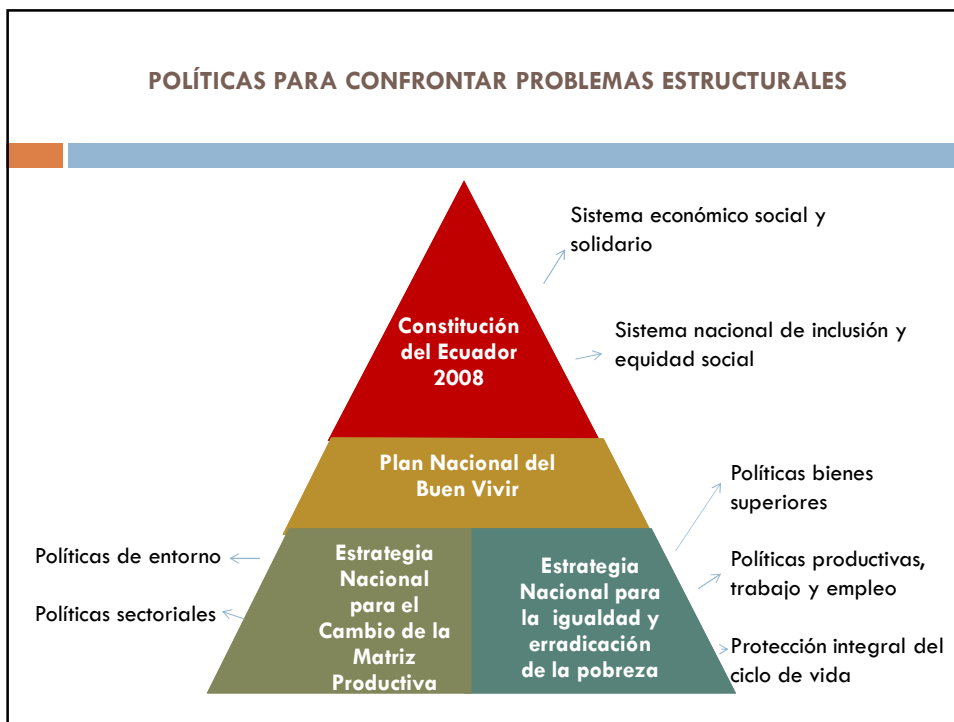 POLÍTICAS PARA CONFRONTAR PROBLEMAS ESTRUCTURALES
Sistema económico social y
solidario
Constitución
del Ecuador
2008
Sistema nacional de inclusión y
equidad social
Plan Nacional del
Buen Vivir
Políticas bienes
superiores
Políticas de entorno
Políticas sectoriales
Estrategia
Nacional
para el
Cambio de la
Matriz
Productiva
Estrategia
Nacional para
la igualdad y
erradicación
de la pobreza
Políticas productivas,
trabajo y empleo
Protección integral del
ciclo de vida